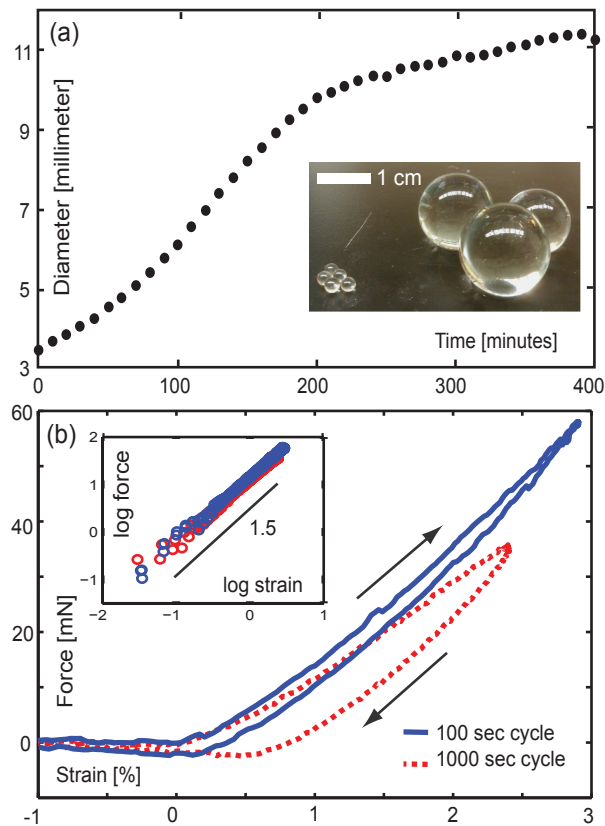 (a)
11
9
7
5
3
Diameter [millimeter]
1 cm
Time [minutes]
0 100 200 300 400
(b)
60
40
20
0
Force [mN]
2
1
0
−1
log force
1.5
log strain
−2 −1 0 1
100 sec cycle
1000 sec cycle
Strain [%]
-1 0 1 2 3